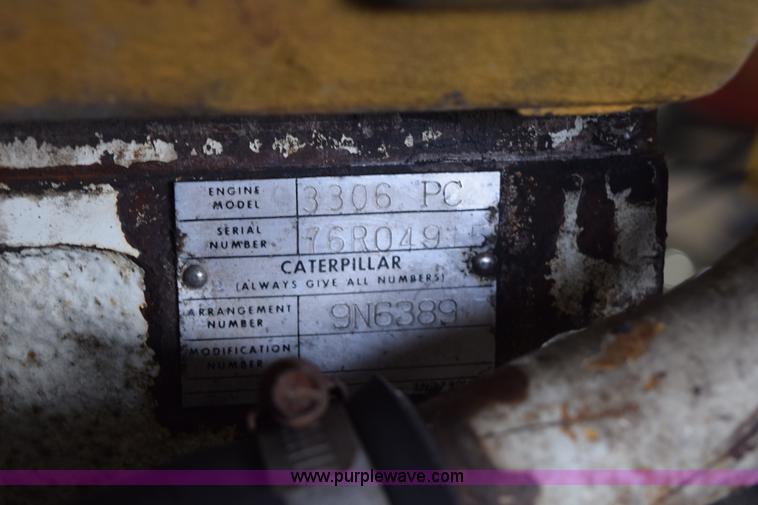 ENGINE MODEL 3306 PC
SERIAL NUMBER
CATERPILLAR
(ALWAYS GIVE ALL NUMBERS)
ARRANGEMENT NUMBER 9N6389
MODIFICATION NUMBER
www.purplewave.com